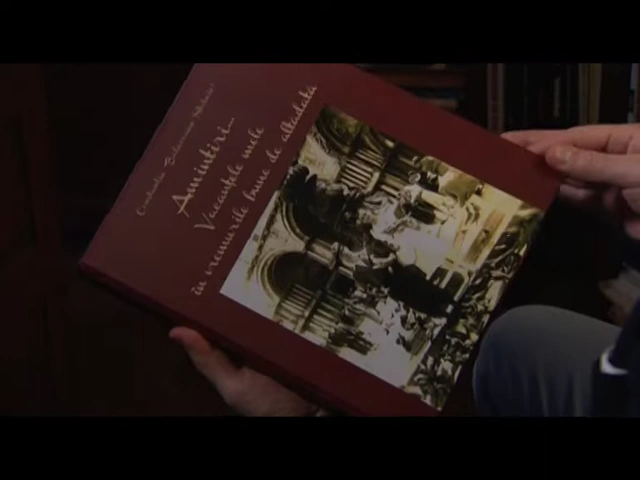 Amintiri...
Vacanțele mele
în vremurile bune de altădată